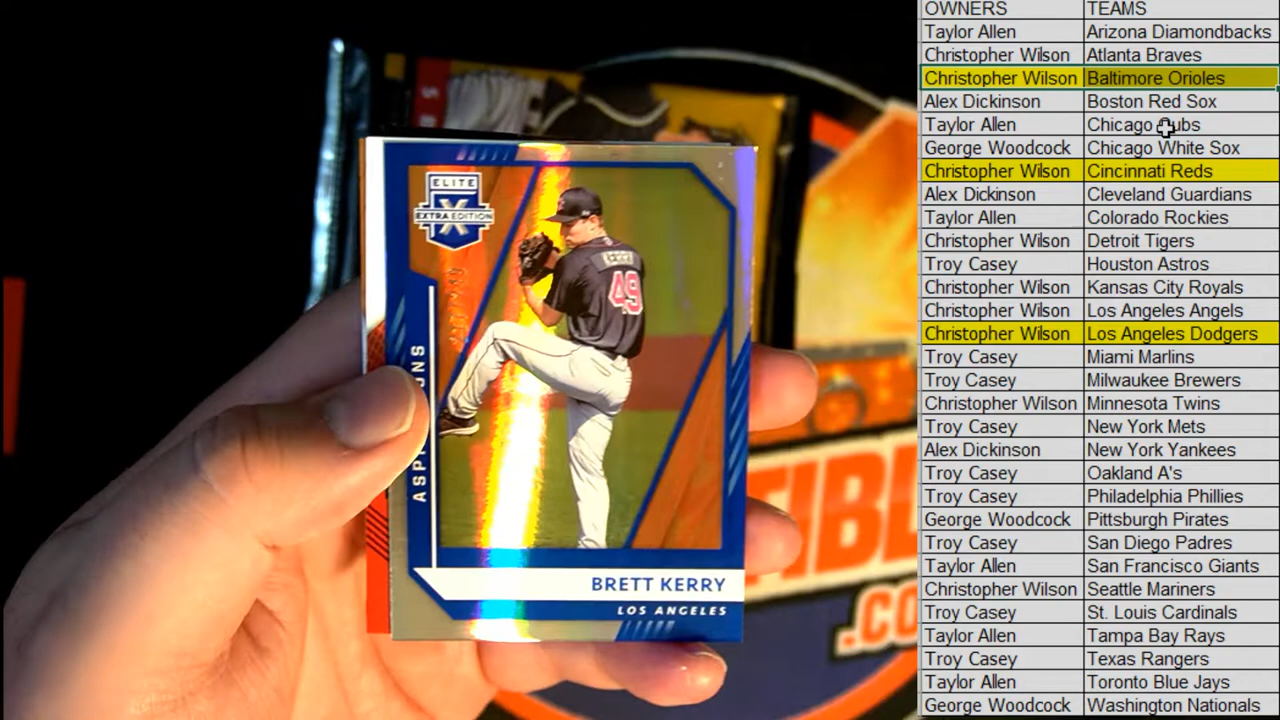 ELITE
X
EXTRA EDITION
KERRY
49
BRETT KERRY
LOS ANGELES
.CO
OWNERS TEAMS
Taylor Allen Arizona Diamondbacks
Christopher Wilson Atlanta Braves
Christopher Wilson Baltimore Orioles
Alex Dickinson Boston Red Sox
Taylor Allen Chicago Cubs
George Woodcock Chicago White Sox
Christopher Wilson Cincinnati Reds
Alex Dickinson Cleveland Guardians
Taylor Allen Colorado Rockies
Christopher Wilson Detroit Tigers
Troy Casey Houston Astros
Christopher Wilson Kansas City Royals
Christopher Wilson Los Angeles Angels
Christopher Wilson Los Angeles Dodgers
Troy Casey Miami Marlins
Troy Casey Milwaukee Brewers
Christopher Wilson Minnesota Twins
Troy Casey New York Mets
Alex Dickinson New York Yankees
Troy Casey Oakland A's
Troy Casey Philadelphia Phillies
George Woodcock Pittsburgh Pirates
Troy Casey San Diego Padres
Taylor Allen San Francisco Giants
Christopher Wilson Seattle Mariners
Troy Casey St. Louis Cardinals
Taylor Allen Tampa Bay Rays
Troy Casey Texas Rangers
Taylor Allen Toronto Blue Jays
George Woodcock Washington Nationals